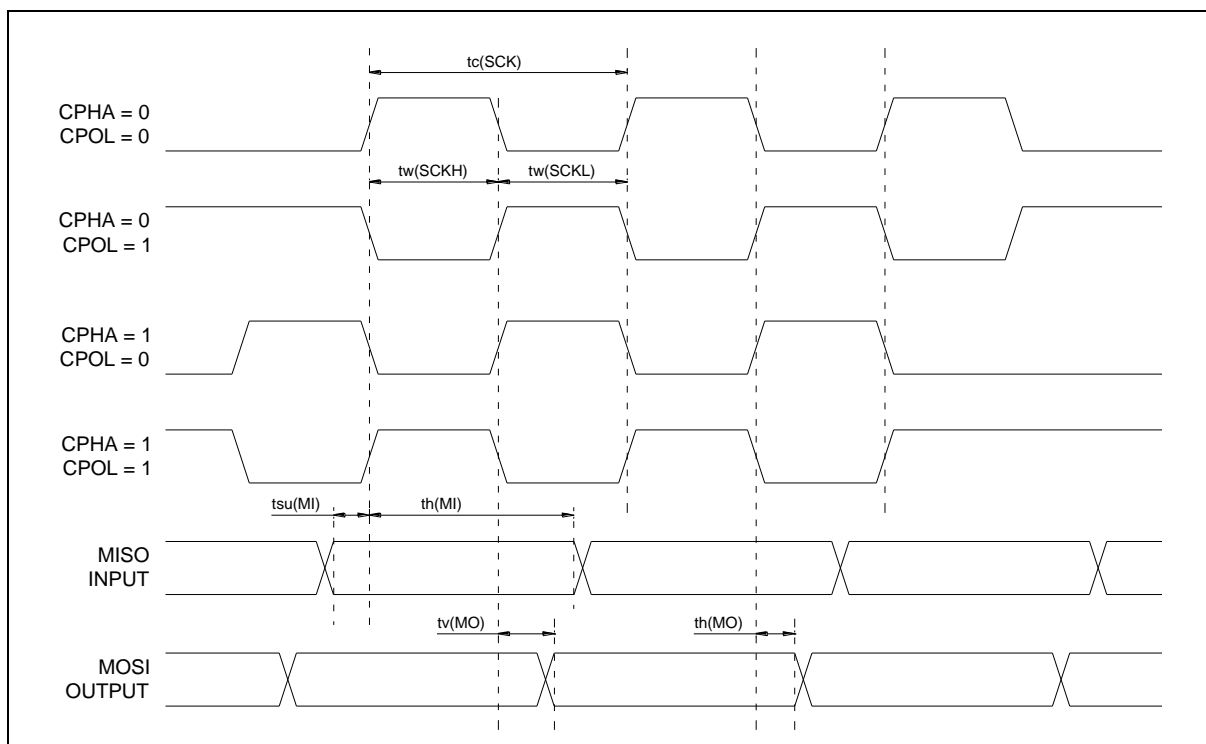 tc(SCK)
CPHA = 0
CPOL = 0
tw(SCKH)
tw(SCKL)
CPHA = 0
CPOL = 1
CPHA = 1
CPOL = 0
CPHA = 1
CPOL = 1
tsu(MI)
th(MI)
MISO
INPUT
tv(MO)
th(MO)
MOSI
OUTPUT